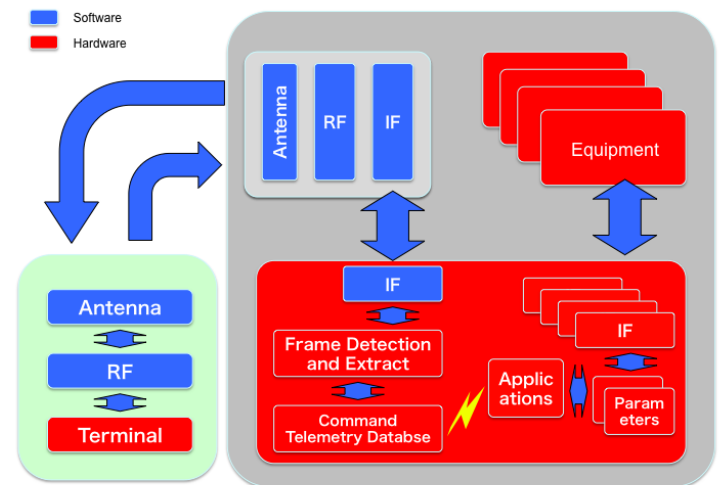 Software
Hardware
Antenna
RF
IF
Equipment
Antenna
RF
Terminal
IF
Frame Detection
and Extract
Command
Telemetry Databse
Applic
ations
IF
Param
eters